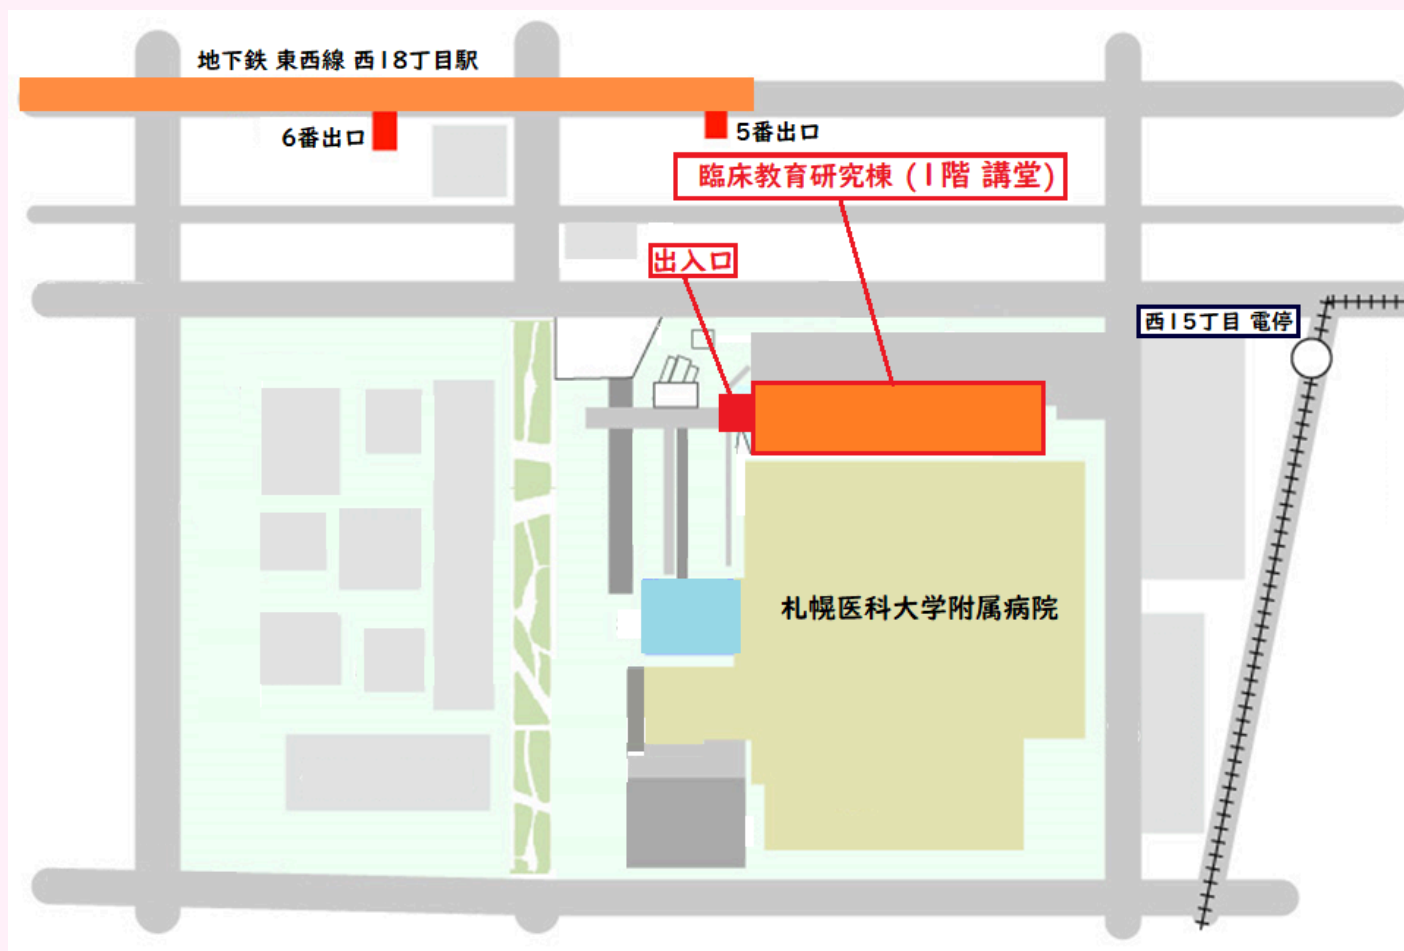 地下鉄 東西線 西18丁目駅
6番出口
5番出口
臨床教育研究棟 (1階 講堂)
出入口
西15丁目 電停
札幌医科大学附属病院